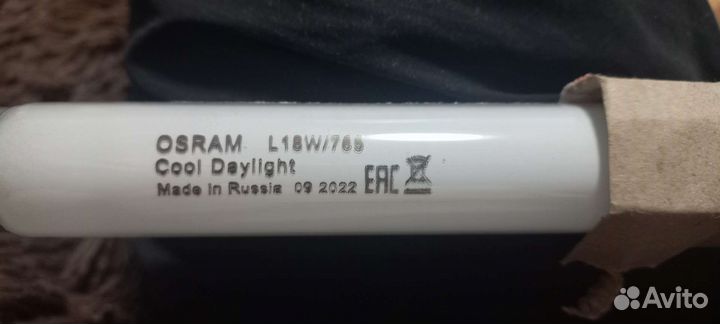 OSRAM L18W/765
Cool Daylight
Made in Russia 09 2022 EAC
Avito